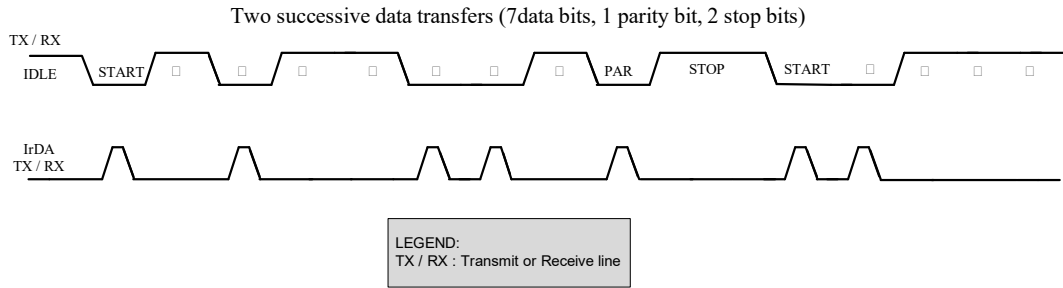 Two successive data transfers (7data bits, 1 parity bit, 2 stop bits)
TX / RX
IDLE START PAR STOP START
IrDA
TX / RX
LEGEND:
TX / RX : Transmit or Receive line